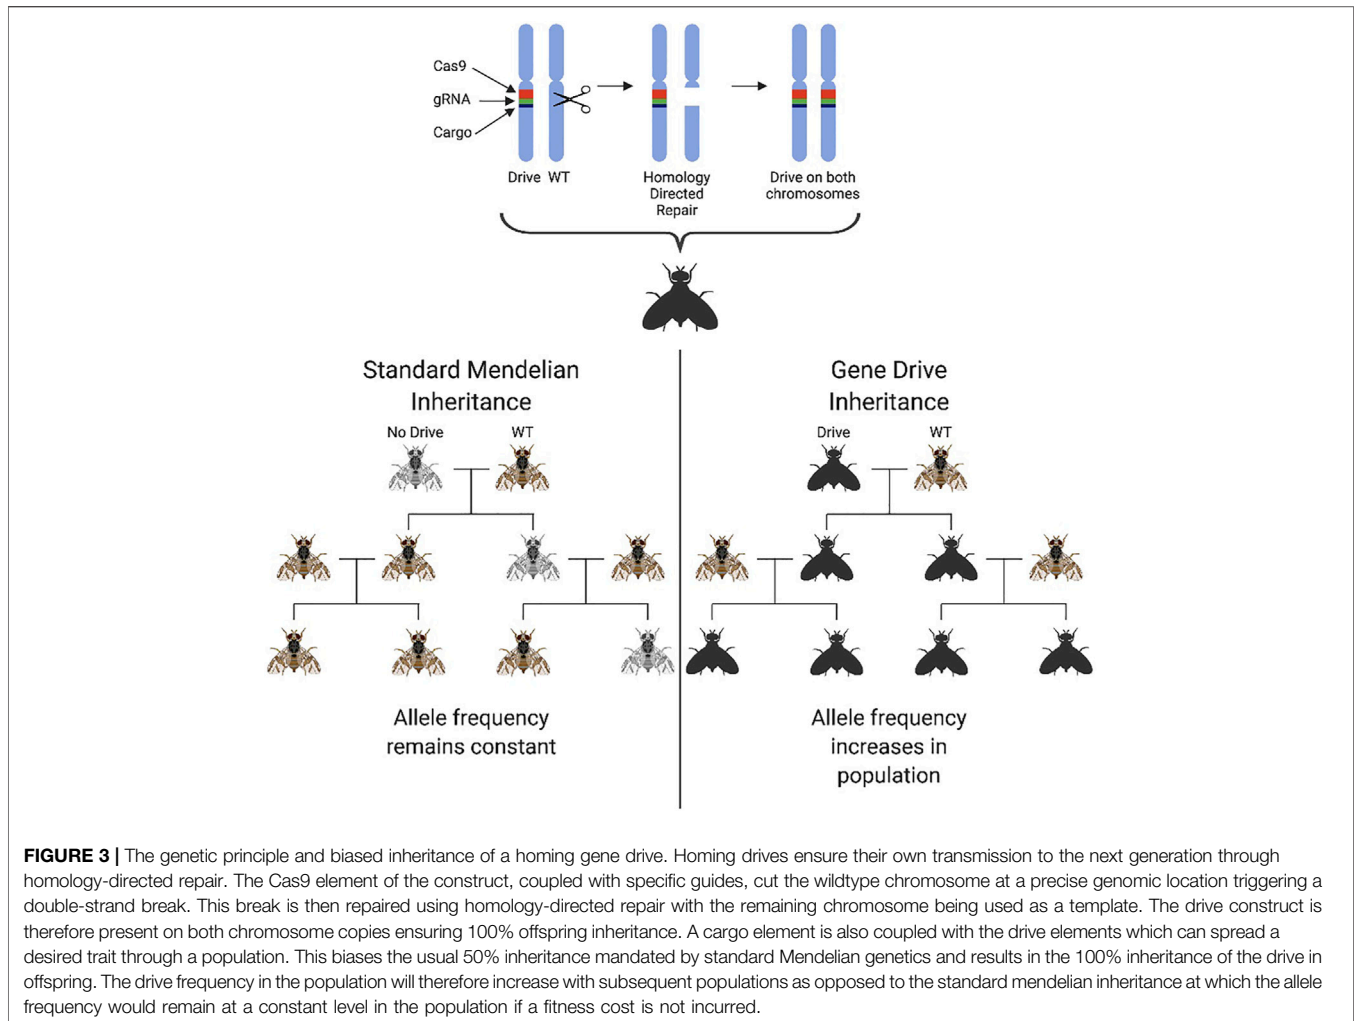 Cas9
gRNA
Cargo
Drive WT
Homology
Directed
Repair
Drive on both
chromosomes
Standard Mendelian
Inheritance
No Drive
WT
Allele frequency
remains constant
Gene Drive
Inheritance
Drive
WT
Allele frequency
increases in
population
FIGURE 3 | The genetic principle and biased inheritance of a homing gene drive. Homing drives ensure their own transmission to the next generation through
homology-directed repair. The Cas9 element of the construct, coupled with specific guides, cut the wildtype chromosome at a precise genomic location triggering a
double-strand break. This break is then repaired using homology-directed repair with the remaining chromosome being used as a template. The drive construct is
therefore present on both chromosome copies ensuring 100% offspring inheritance. A cargo element is also coupled with the drive elements which can spread a
desired trait through a population. This biases the usual 50% inheritance mandated by standard Mendelian genetics and results in the 100% inheritance of the drive in
offspring. The drive frequency in the population will therefore increase with subsequent populations as opposed to the standard mendelian inheritance at which the allele
frequency would remain at a constant level in the population if a fitness cost is not incurred.